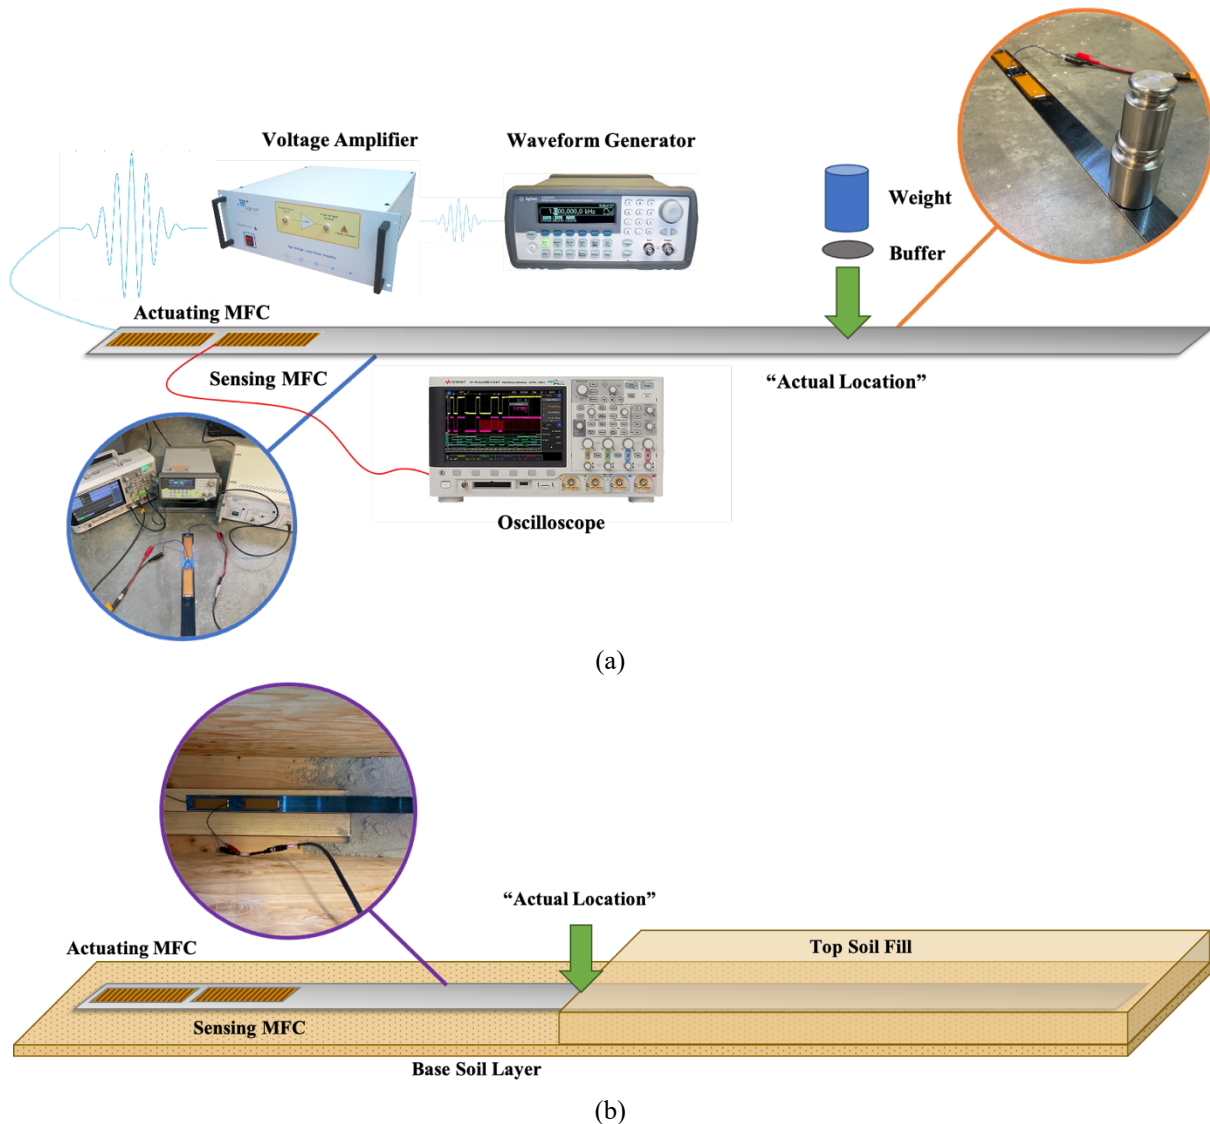 Voltage Amplifier
Waveform Generator
Weight
Buffer
Actuating MFC
Sensing MFC
"Actual Location"
Oscilloscope
(a)
"Actual Location"
Actuating MFC
Top Soil Fill
Sensing MFC
Base Soil Layer
(b)